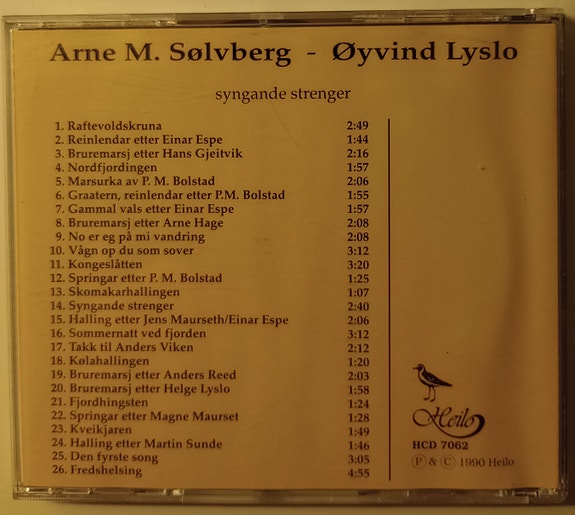 Arne M. Sølvberg - Øyvind Lyslo
syngande strenger
1. Raftevoldskruna 2:49
2. Reinlendar etter Einar Espe 1:44
3. Bruremarsj etter Hans Gjeitvik 2:16
4. Nordfjordingen 1:57
5. Marsurka av P. M. Bolstad 2:06
6. Graatern, reinlendar etter P.M. Bolstad 1:55
7. Gammal vals etter Einar Espe 1:57
8. Bruremarsj etter Arne Hage 2:08
9. No er eg på mi vandring 2:08
10. Vågn op du som sover 3:12
11. Kongeslåtten 3:20
12. Springar etter P. M. Bolstad 1:25
13. Skomakarhallingen 1:07
14. Syngande strenger 2:40
15. Halling etter Jens Maurseth/Einar Espe 2:06
16. Sommernatt ved fjorden 3:12
17. Takk til Anders Viken 2:12
18. Kølahallingen 1:20
19. Bruremarsj etter Anders Reed 2:03
20. Bruremarsj etter Helge Lyslo 1:58
21. Fjordhingsten 1:24
22. Springar etter Magne Maurset 1:28
23. Kveikjaren 1:49
24. Halling etter Martin Sunde 1:46
25. Den fyrste song 3:05
26. Fredshelsing 4:55
Heilo
HCD 7062
Ⓟ & Ⓒ 1990 Heilo